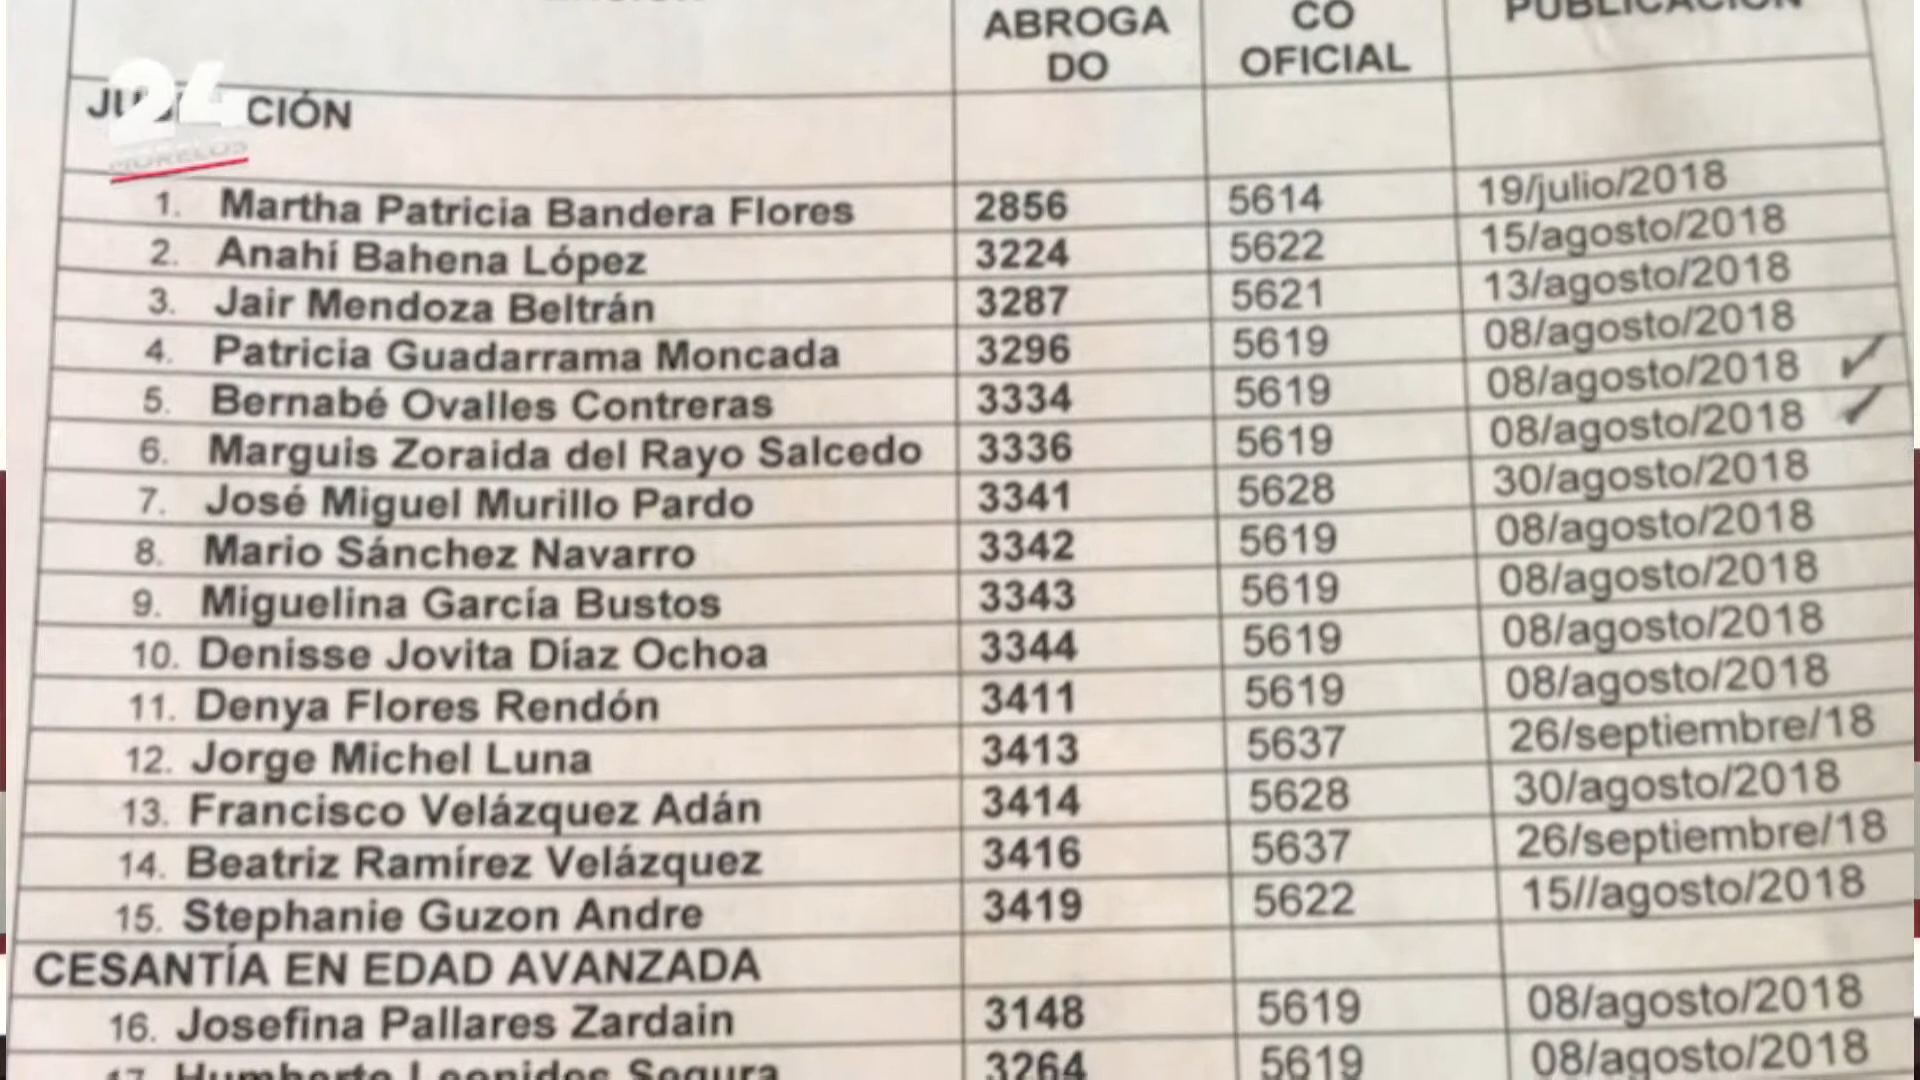 ABROGA
DO
CO
OFICIAL
PUBLICACIÓN
24
MORELOS
CIÓN
1. Martha Patricia Bandera Flores 2856 5614 19/julio/2018
2. Anahí Bahena López 3224 5622 15/agosto/2018
3. Jair Mendoza Beltrán 3287 5621 13/agosto/2018
4. Patricia Guadarrama Moncada 3296 5619 08/agosto/2018
5. Bernabé Ovalles Contreras 3334 5619 08/agosto/2018
6. Marguis Zoraida del Rayo Salcedo 3336 5619 08/agosto/2018
7. José Miguel Murillo Pardo 3341 5628 30/agosto/2018
8. Mario Sánchez Navarro 3342 5619 08/agosto/2018
9. Miguelina García Bustos 3343 5619 08/agosto/2018
10. Denisse Jovita Díaz Ochoa 3344 5619 08/agosto/2018
11. Denya Flores Rendón 3411 5619 08/agosto/2018
12. Jorge Michel Luna 3413 5637 26/septiembre/18
13. Francisco Velázquez Adán 3414 5628 30/agosto/2018
14. Beatriz Ramírez Velázquez 3416 5637 26/septiembre/18
15. Stephanie Guzon Andre 3419 5622 15//agosto/2018
CESANTÍA EN EDAD AVANZADA
16. Josefina Pallares Zardain 3148 5619 08/agosto/2018
17. Humberto Leonides Segura 3264 5619 08/agosto/2018